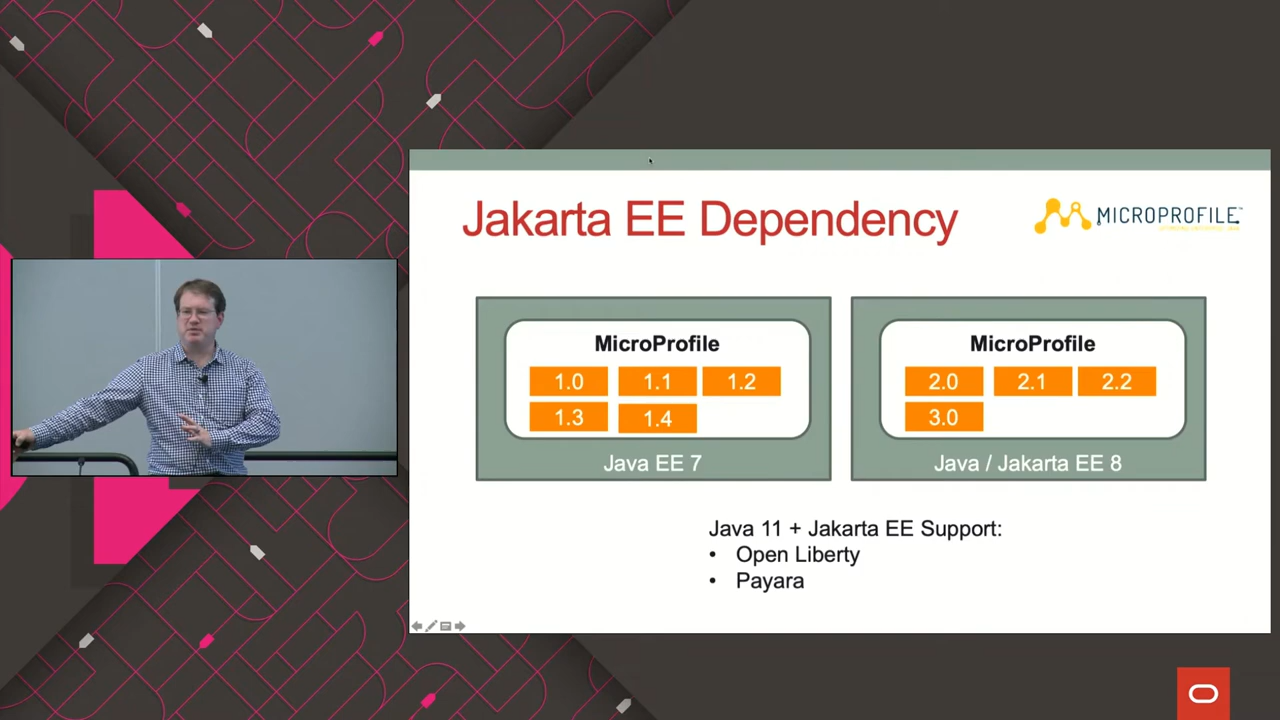 Jakarta EE Dependency
MICROPROFILE™
MicroProfile
1.0 1.1 1.2
1.3 1.4
Java EE 7
MicroProfile
2.0 2.1 2.2
3.0
Java / Jakarta EE 8
Java 11 + Jakarta EE Support:
• Open Liberty
• Payara